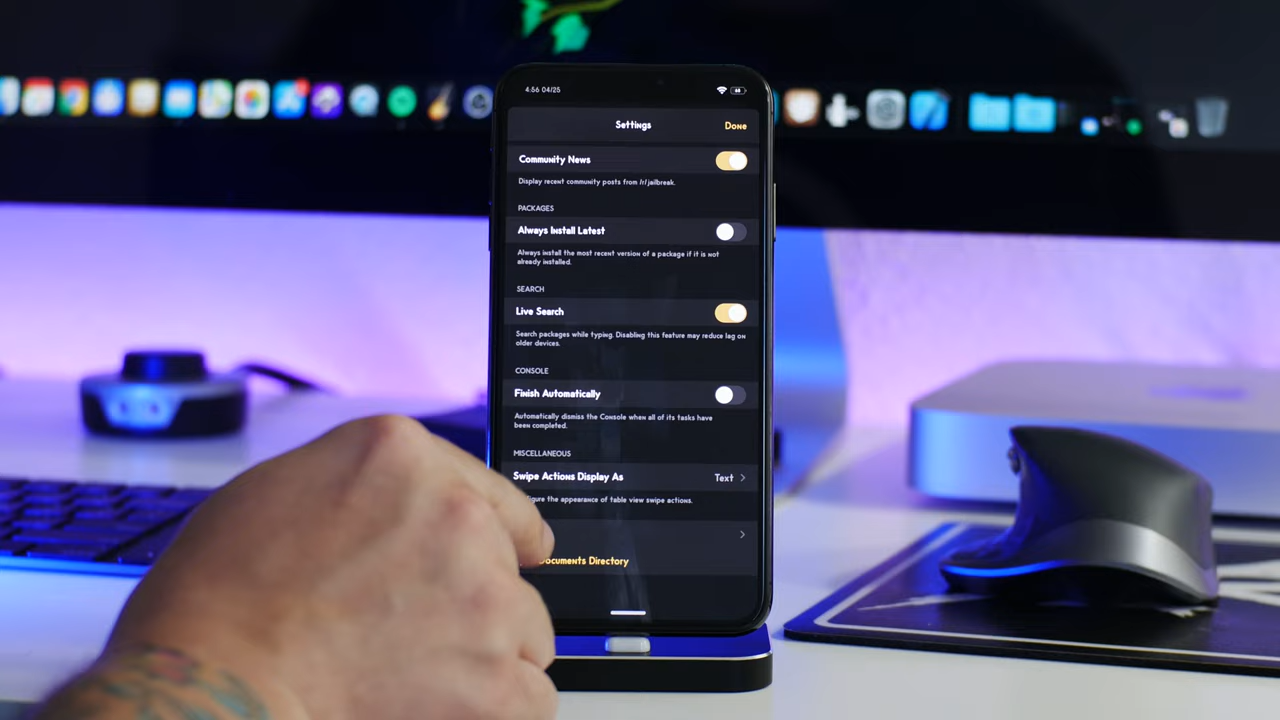 4:56 04/25
68
Settings
Done
Community News
Display recent community posts from /r/jailbreak.
PACKAGES
Always Install Latest
Always install the most recent version of a package if it is not
already installed.
SEARCH
Live Search
Search packages while typing. Disabling this feature may reduce lag on
older devices.
CONSOLE
Finish Automatically
Automatically dismiss the Console when all of its tasks have
been completed.
MISCELLANEOUS
Swipe Actions Display As
Text
figure the appearance of table view swipe actions.
Documents Directory